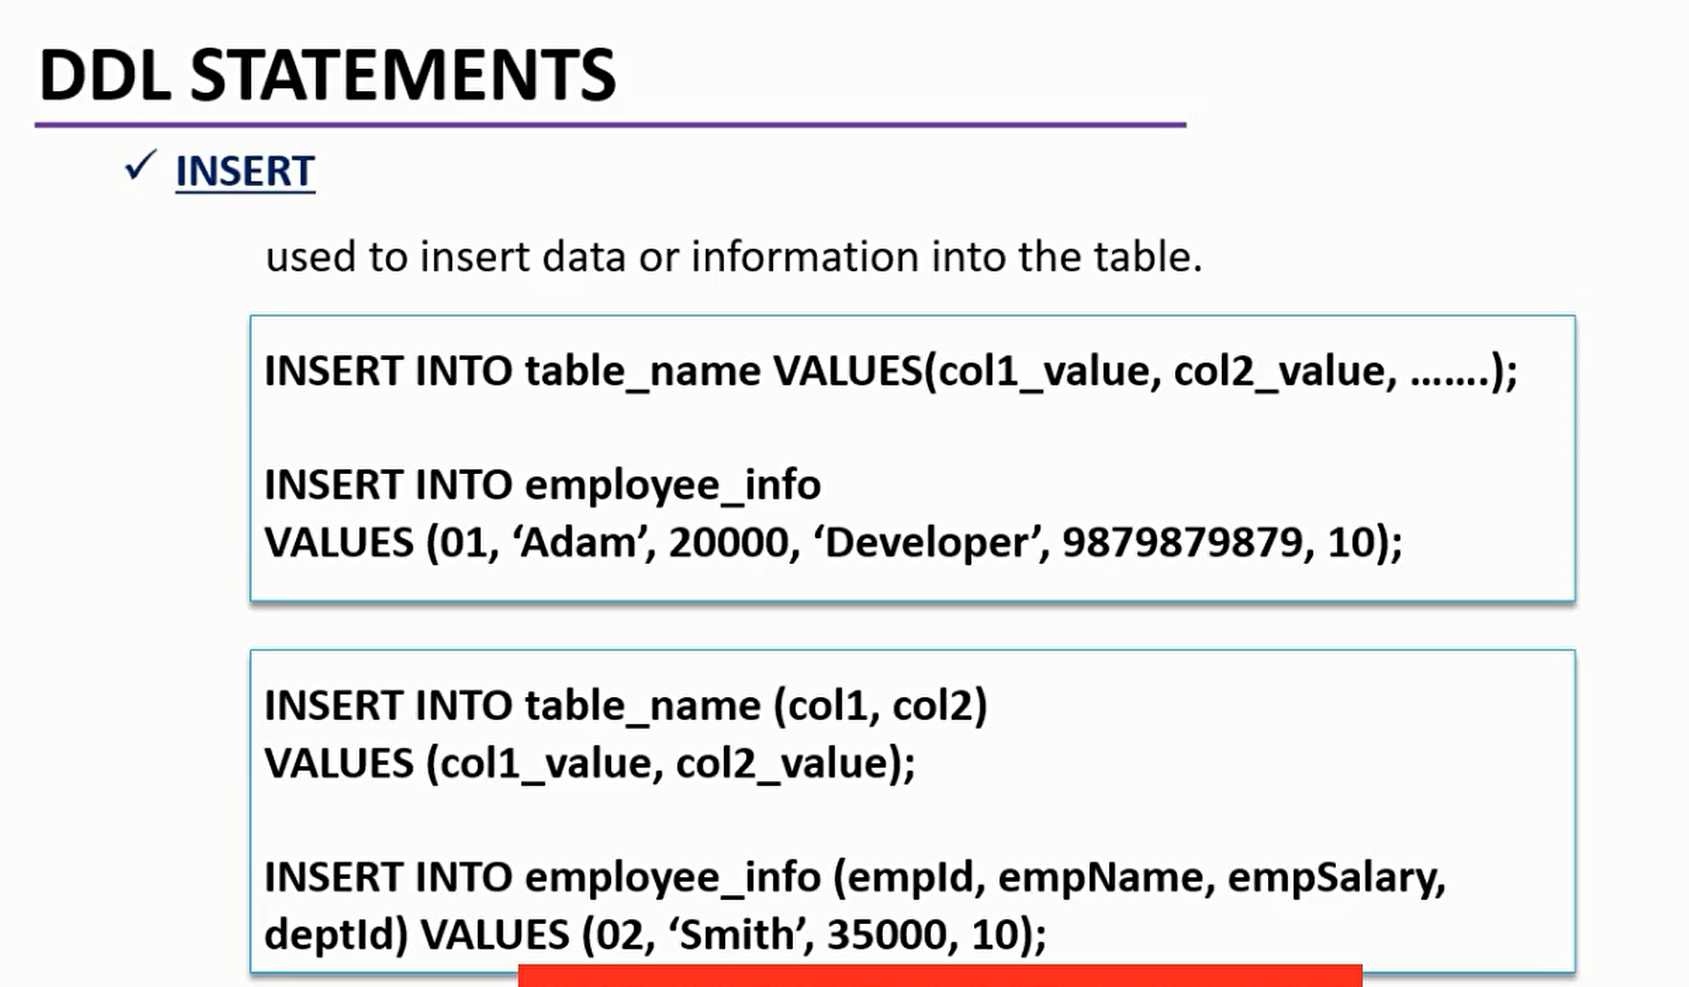 DDL STATEMENTS
✓ INSERT
used to insert data or information into the table.
INSERT INTO table_name VALUES(col1_value, col2_value, .......);
INSERT INTO employee_info
VALUES (01, ‘Adam’, 20000, ‘Developer’, 9879879879, 10);
INSERT INTO table_name (col1, col2)
VALUES (col1_value, col2_value);
INSERT INTO employee_info (empId, empName, empSalary,
deptId) VALUES (02, ‘Smith’, 35000, 10);